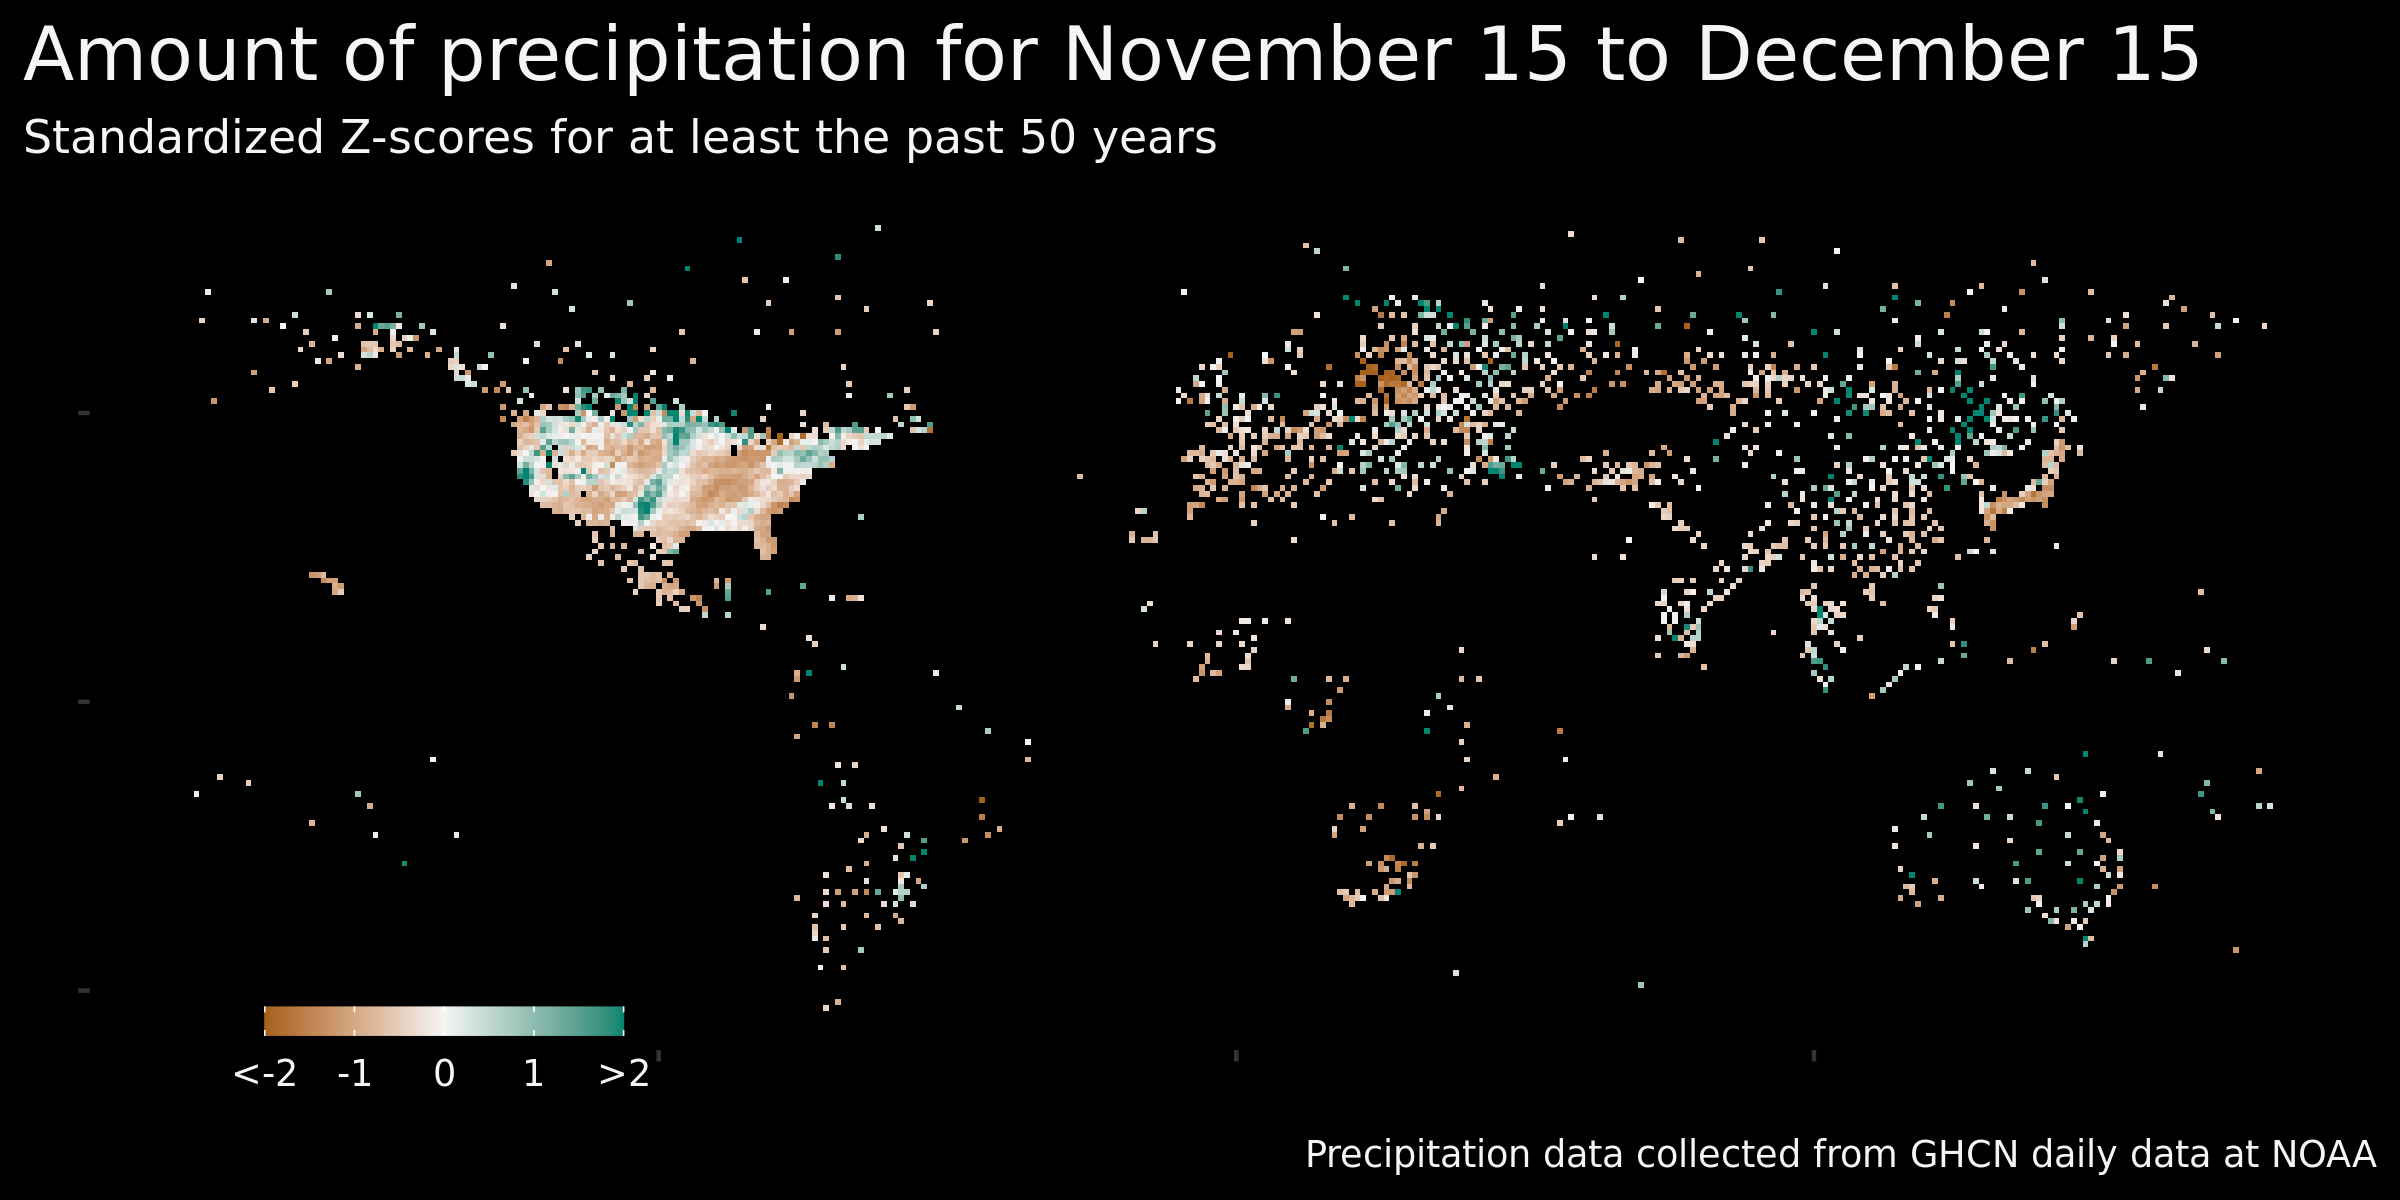 Amount of precipitation for November 15 to December 15
Standardized Z-scores for at least the past 50 years
<-2 -1 0 1 >2
Precipitation data collected from GHCN daily data at NOAA